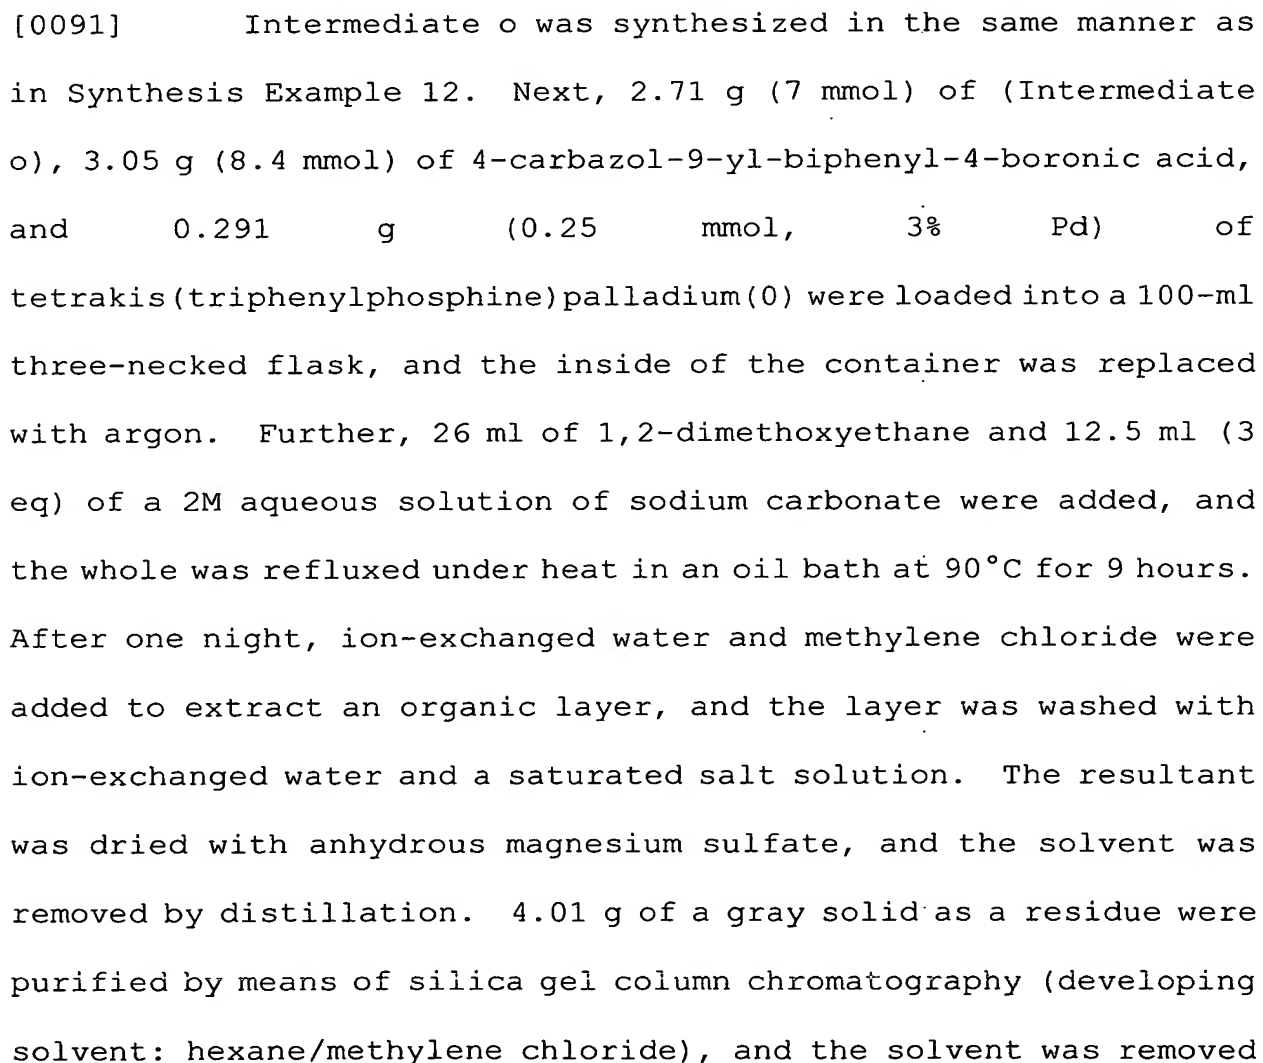 [0091] Intermediate o was synthesized in the same manner as
in Synthesis Example 12. Next, 2.71 g (7 mmol) of (Intermediate
o), 3.05 g (8.4 mmol) of 4-carbazol-9-yl-biphenyl-4-boronic acid,
and 0.291 g (0.25 mmol, 3% Pd) of
tetrakis(triphenylphosphine)palladium(0) were loaded into a 100-ml
three-necked flask, and the inside of the container was replaced
with argon. Further, 26 ml of 1,2-dimethoxyethane and 12.5 ml (3
eq) of a 2M aqueous solution of sodium carbonate were added, and
the whole was refluxed under heat in an oil bath at 90°C for 9 hours.
After one night, ion-exchanged water and methylene chloride were
added to extract an organic layer, and the layer was washed with
ion-exchanged water and a saturated salt solution. The resultant
was dried with anhydrous magnesium sulfate, and the solvent was
removed by distillation. 4.01 g of a gray solid as a residue were
purified by means of silica gel column chromatography (developing
solvent: hexane/methylene chloride), and the solvent was removed